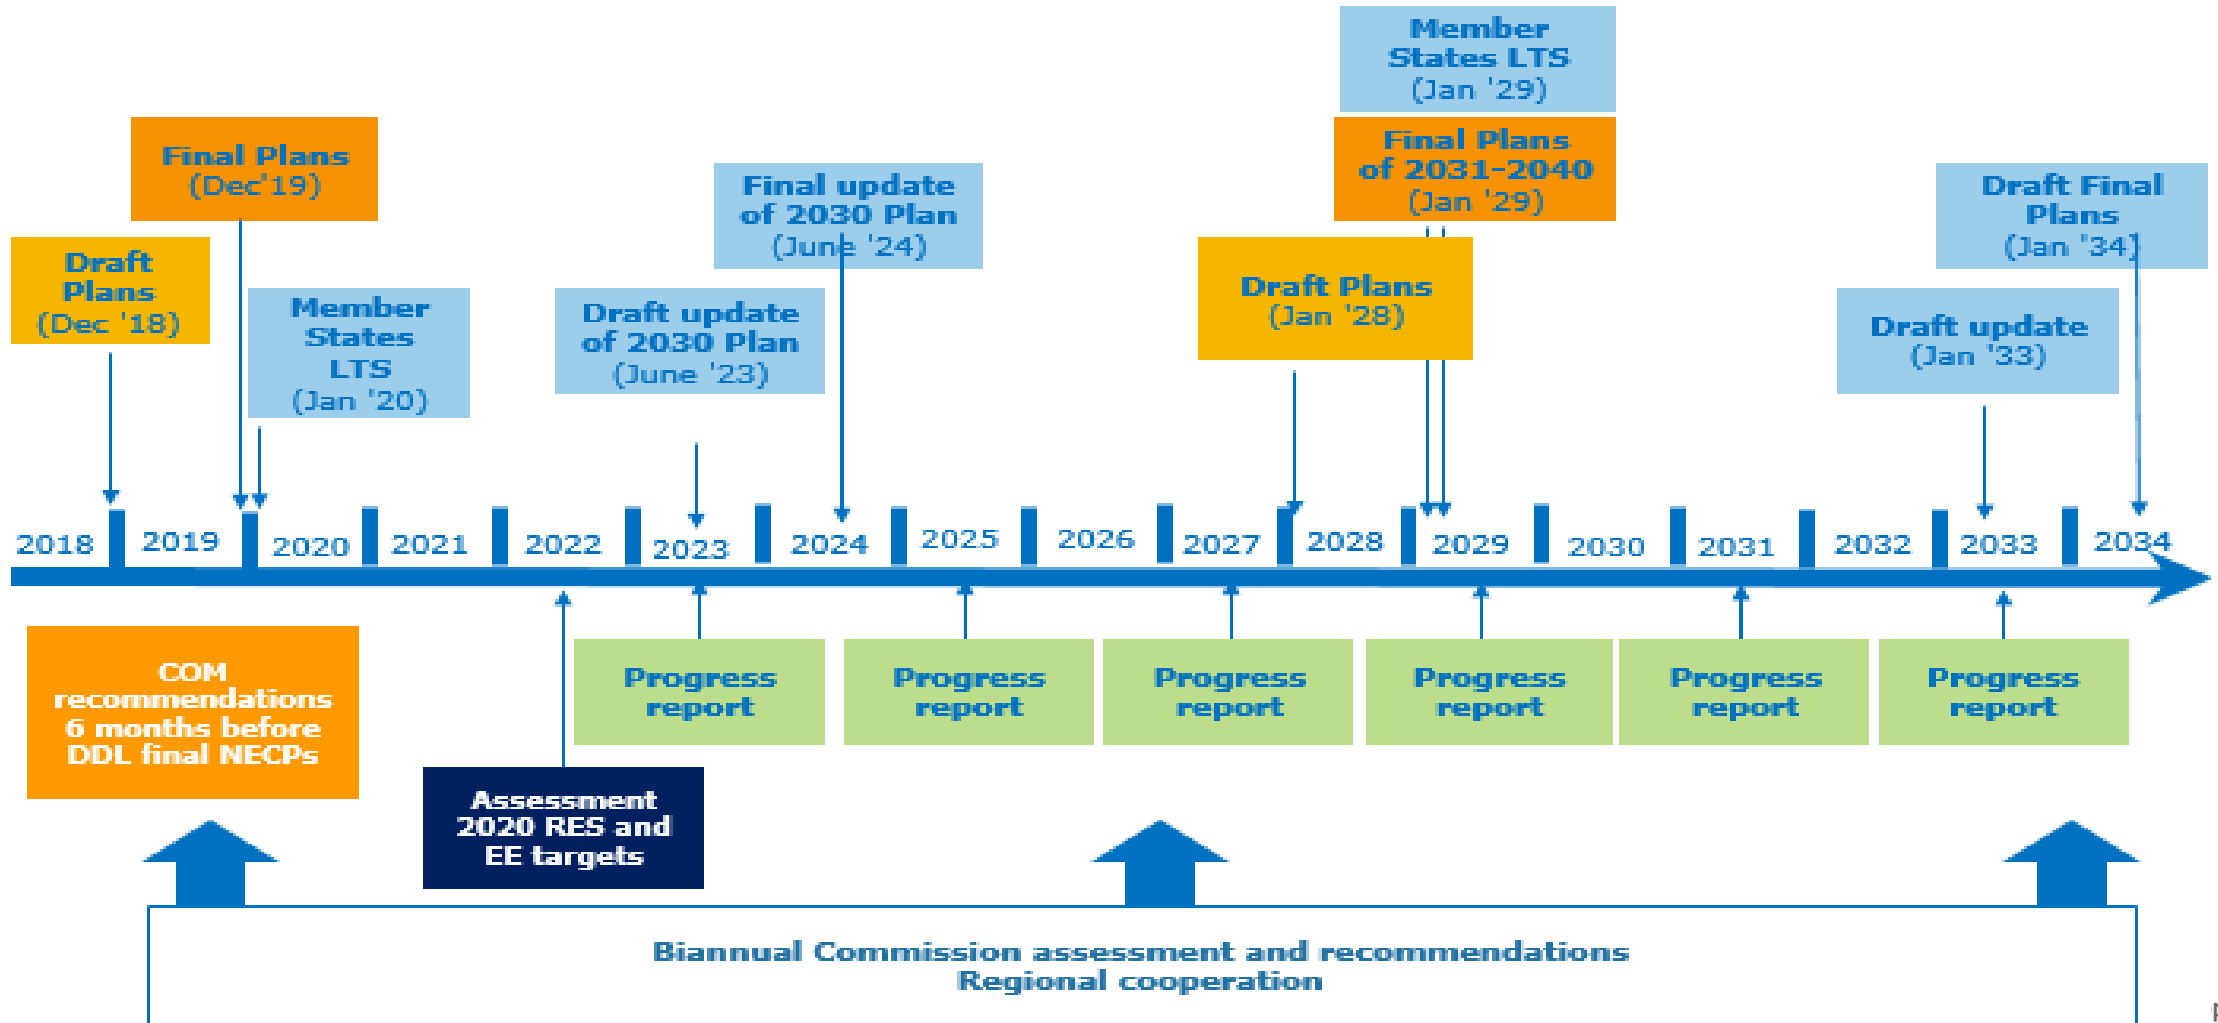 Member
States LTS
(Jan '29)
Final Plans
(Dec'19)
Final Plans
of 2031-2040
(Jan '29)
Final update
of 2030 Plan
(June '24)
Draft Final
Plans
(Jan '34)
Draft
Plans
(Dec '18)
Member
States
LTS
(Jan '20)
Draft update
of 2030 Plan
(June '23)
Draft Plans
(Jan '28)
Draft update
(Jan '33)
2018 2019 2020 2021 2022 2023 2024 2025 2026 2027 2028 2029 2030 2031 2032 2033 2034
COM
recommendations
6 months before
DDL final NECPs
Progress
report
Progress
report
Progress
report
Progress
report
Progress
report
Progress
report
Assessment
2020 RES and
EE targets
Biannual Commission assessment and recommendations
Regional cooperation